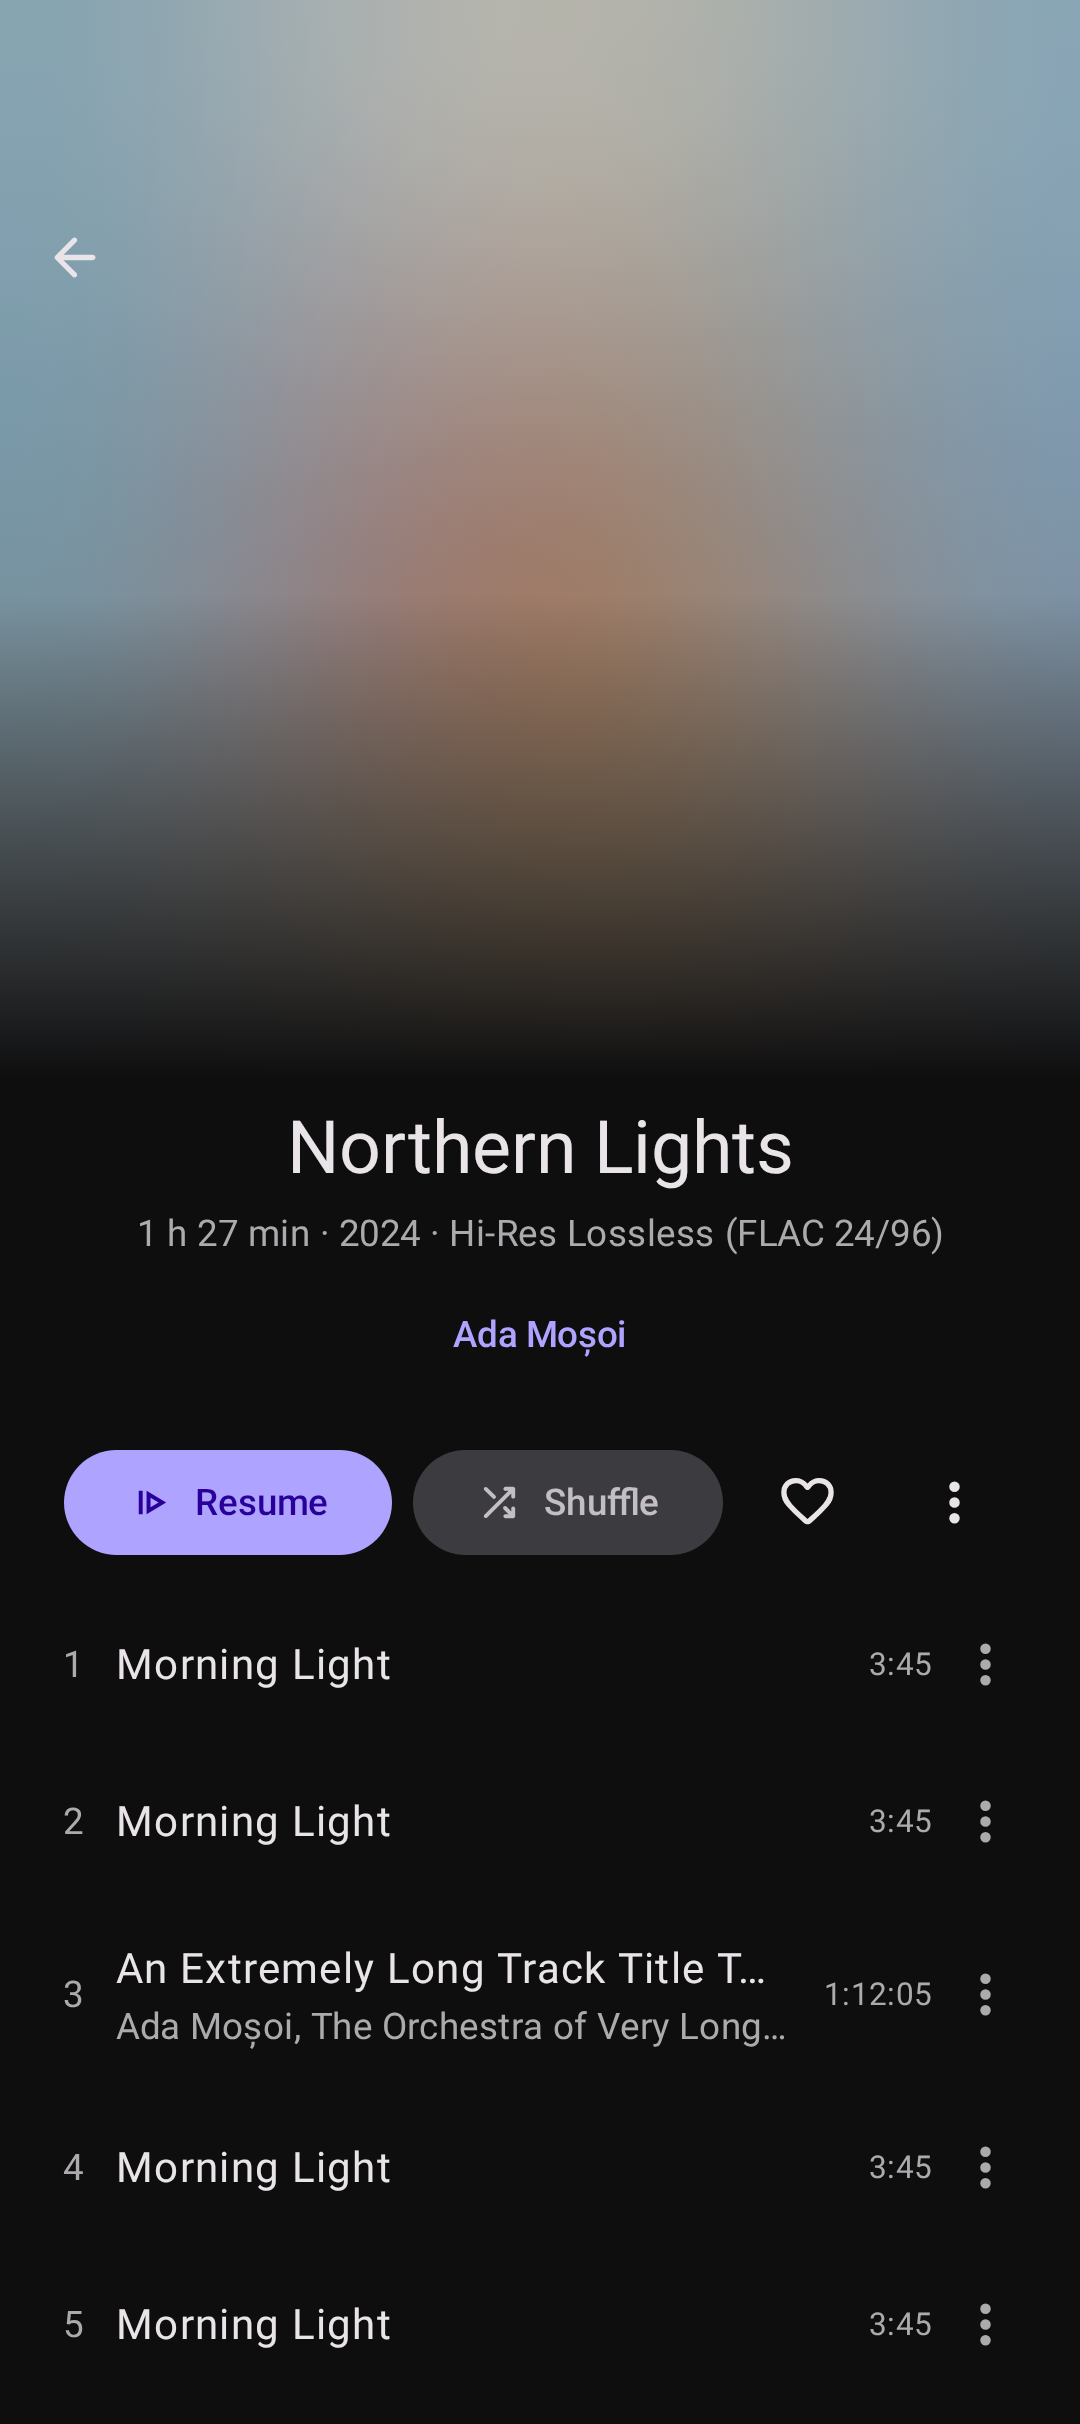 Northern Lights
1 h 27 min · 2024 · Hi-Res Lossless (FLAC 24/96)
Ada Moșoi
Resume
Shuffle
1 Morning Light 3:45
2 Morning Light 3:45
3 An Extremely Long Track Title T… 1:12:05
Ada Moșoi, The Orchestra of Very Long…
4 Morning Light 3:45
5 Morning Light 3:45